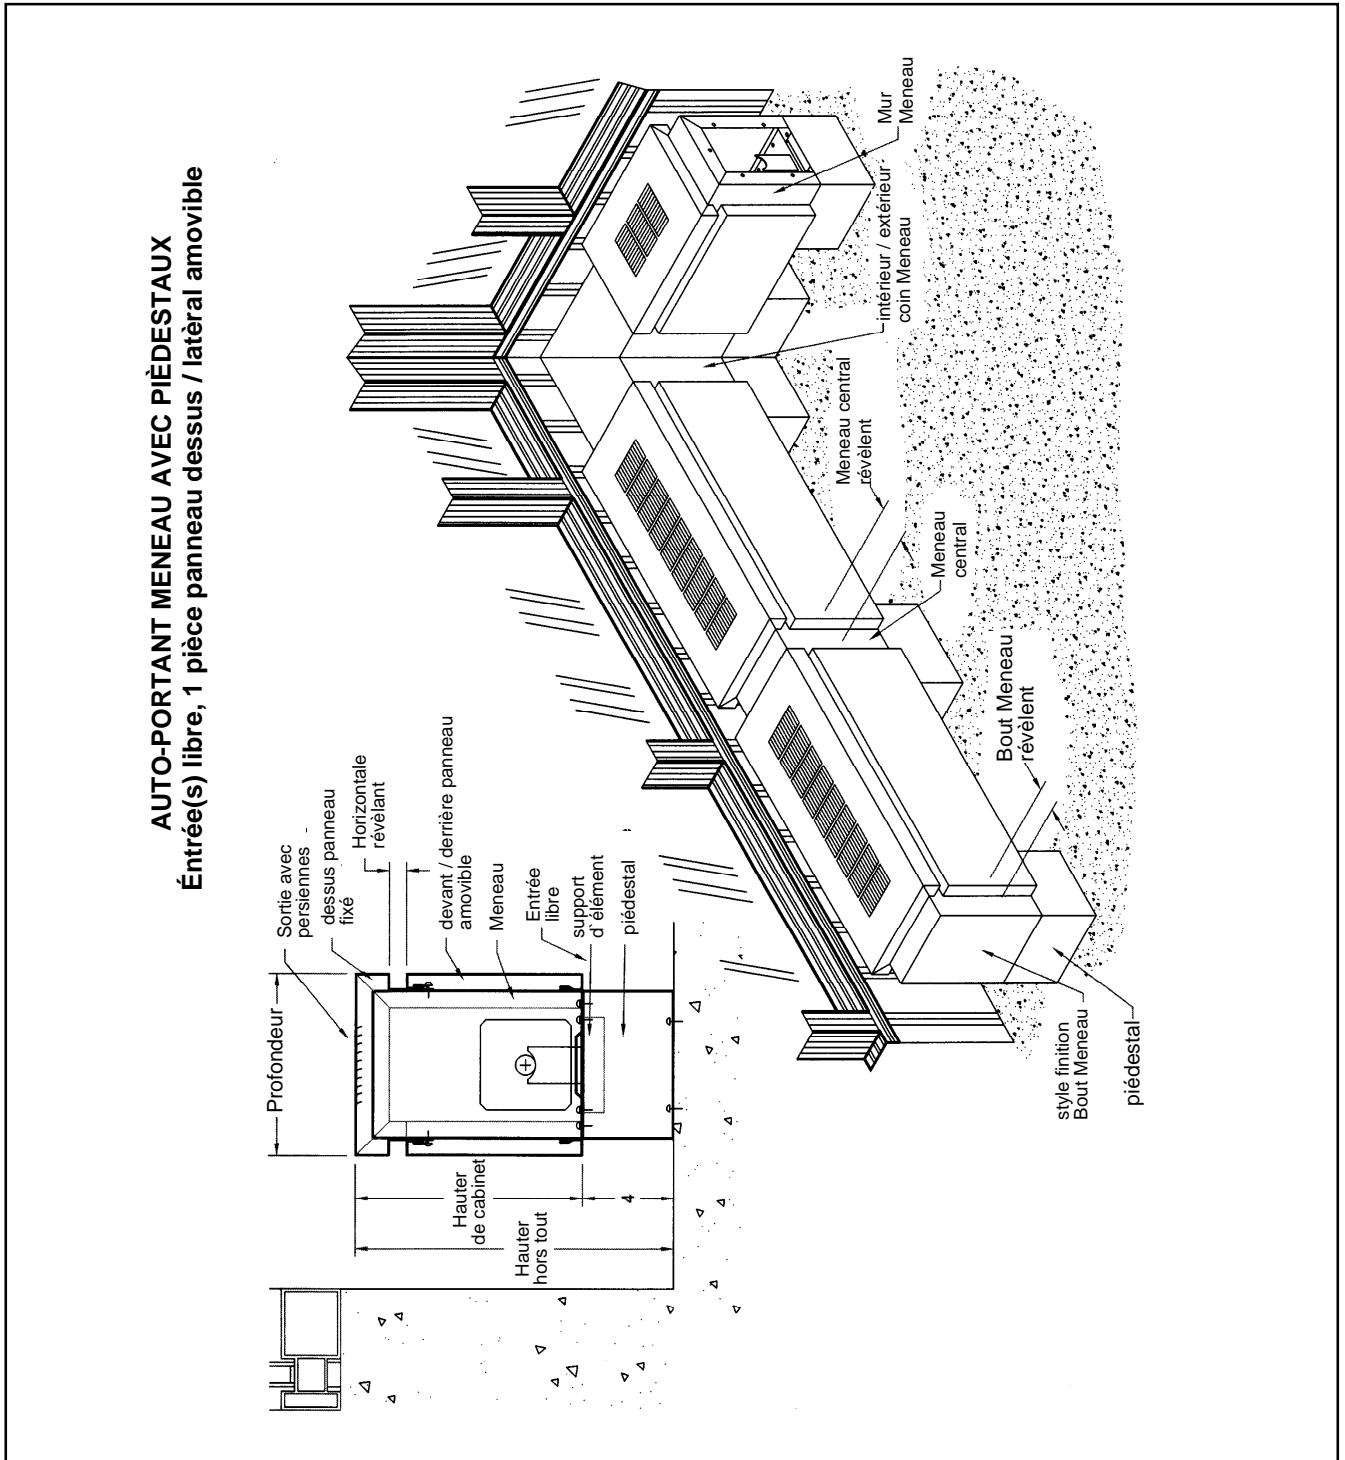 AUTO-PORTANT MENEAU AVEC PIÈDESTAUX
Éntrée(s) libre, 1 pièce panneau dessus / latèral amovible
Sortie avec
persiennes
dessus panneau
fixé
Horizontale
révèlant
devant / derrière panneau
amovible
Meneau
Entrée
libre
support
d`élément
piédestal
Profondeur
Hauter
de cabinet
4
Hauter
hors tout
Mur
Meneau
intérieur / extérieur
coin Meneau
Meneau central
révèlent
Meneau
central
Bout Meneau
révèlent
style finition
Bout Meneau
piédestal